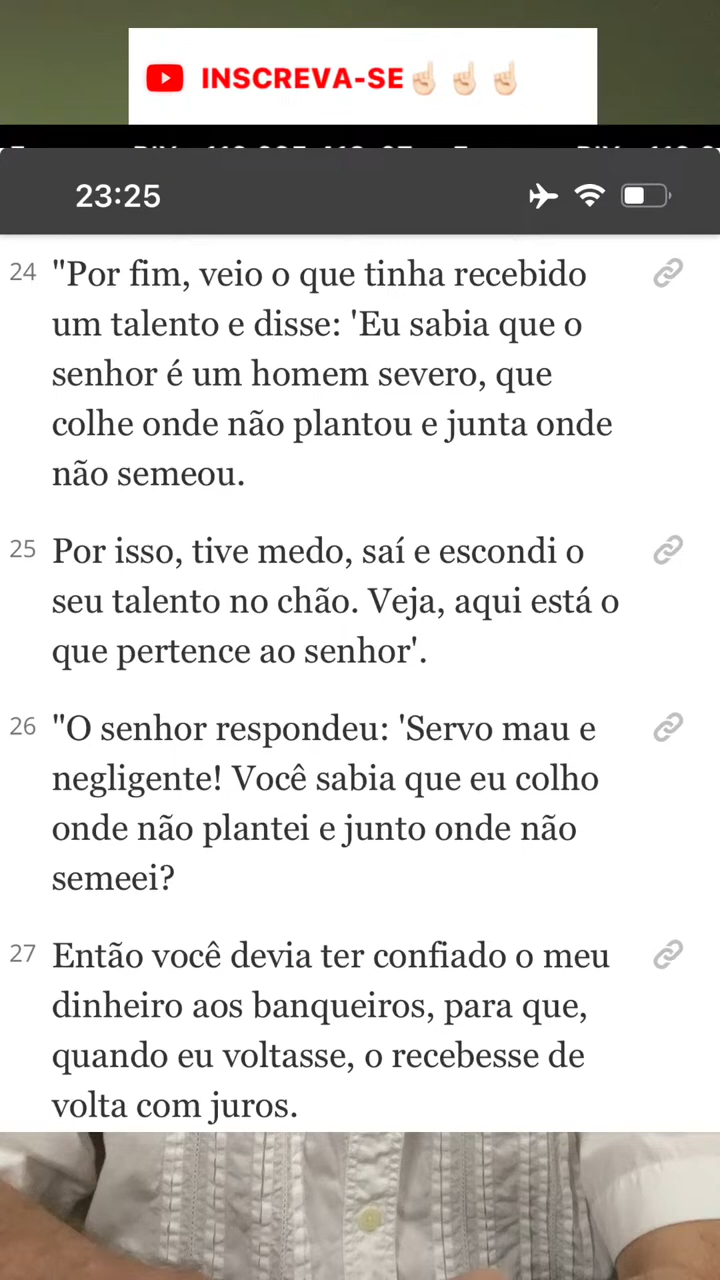 INSCREVA-SE☝🏻☝🏻☝🏻
23:25
24 "Por fim, veio o que tinha recebido
um talento e disse: 'Eu sabia que o
senhor é um homem severo, que
colhe onde não plantou e junta onde
não semeou.
25 Por isso, tive medo, saí e escondi o
seu talento no chão. Veja, aqui está o
que pertence ao senhor'.
26 "O senhor respondeu: 'Servo mau e
negligente! Você sabia que eu colho
onde não plantei e junto onde não
semeei?
27 Então você devia ter confiado o meu
dinheiro aos banqueiros, para que,
quando eu voltasse, o recebesse de
volta com juros.